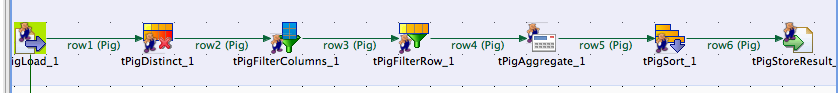 row1 (Pig) row2 (Pig) row3 (Pig) row4 (Pig) row5 (Pig) row6 (Pig)
igLoad_1 tPigDistinct_1 tPigFilterColumns_1 tPigFilterRow_1 tPigAggregate_1 tPigSort_1 tPigStoreResult_